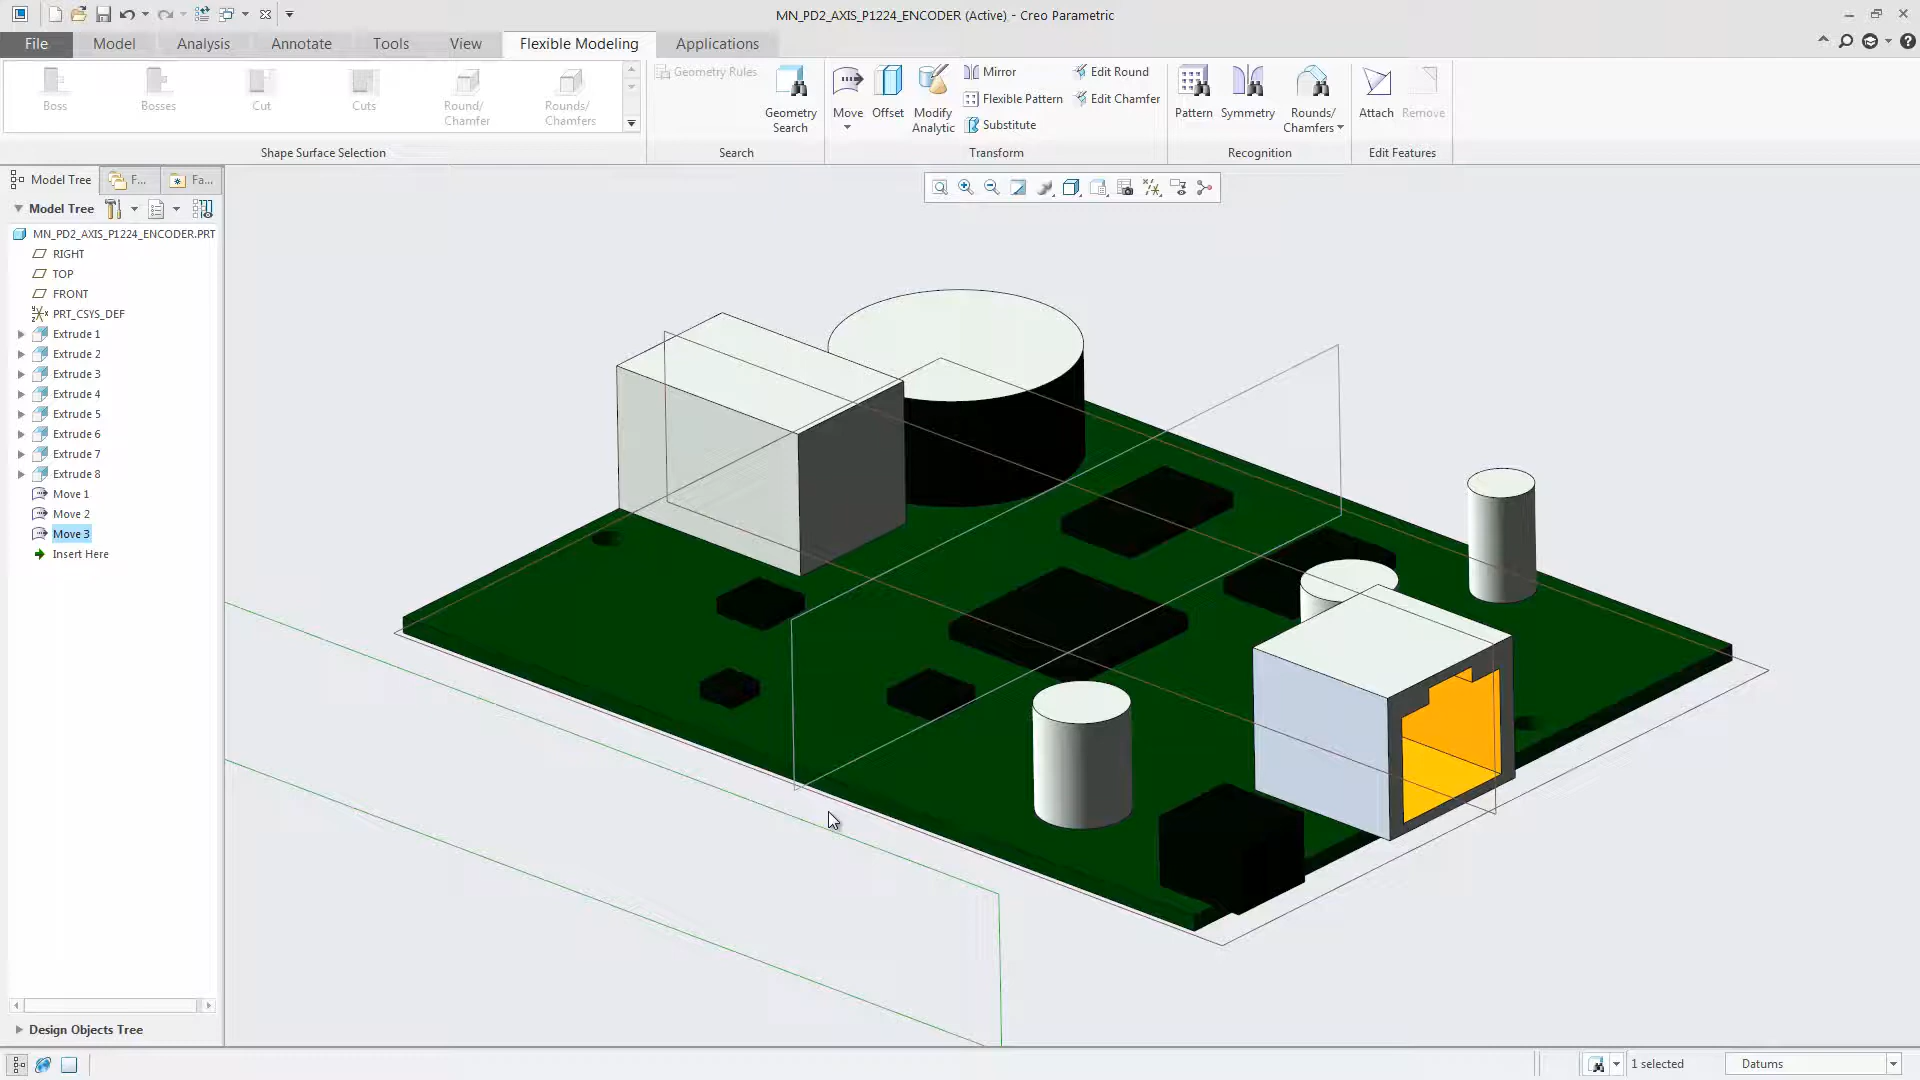 MN_PD2_AXIS_P1224_ENCODER (Active) - Creo Parametric
File Model Analysis Annotate Tools View Flexible Modeling Applications
Boss Bosses Cut Cuts Round/ Chamfer Rounds/ Chamfers
Shape Surface Selection
Geometry Rules
Geometry Search
Search
Move Offset Modify Analytic
Mirror
Flexible Pattern
Substitute
Edit Round
Edit Chamfer
Transform
Pattern Symmetry Rounds/ Chamfers
Recognition
Attach Remove
Edit Features
Model Tree F... Fa...
Model Tree
MN_PD2_AXIS_P1224_ENCODER.PRT
RIGHT
TOP
FRONT
PRT_CSYS_DEF
Extrude 1
Extrude 2
Extrude 3
Extrude 4
Extrude 5
Extrude 6
Extrude 7
Extrude 8
Move 1
Move 2
Move 3
Insert Here
Design Objects Tree
1 selected
Datums